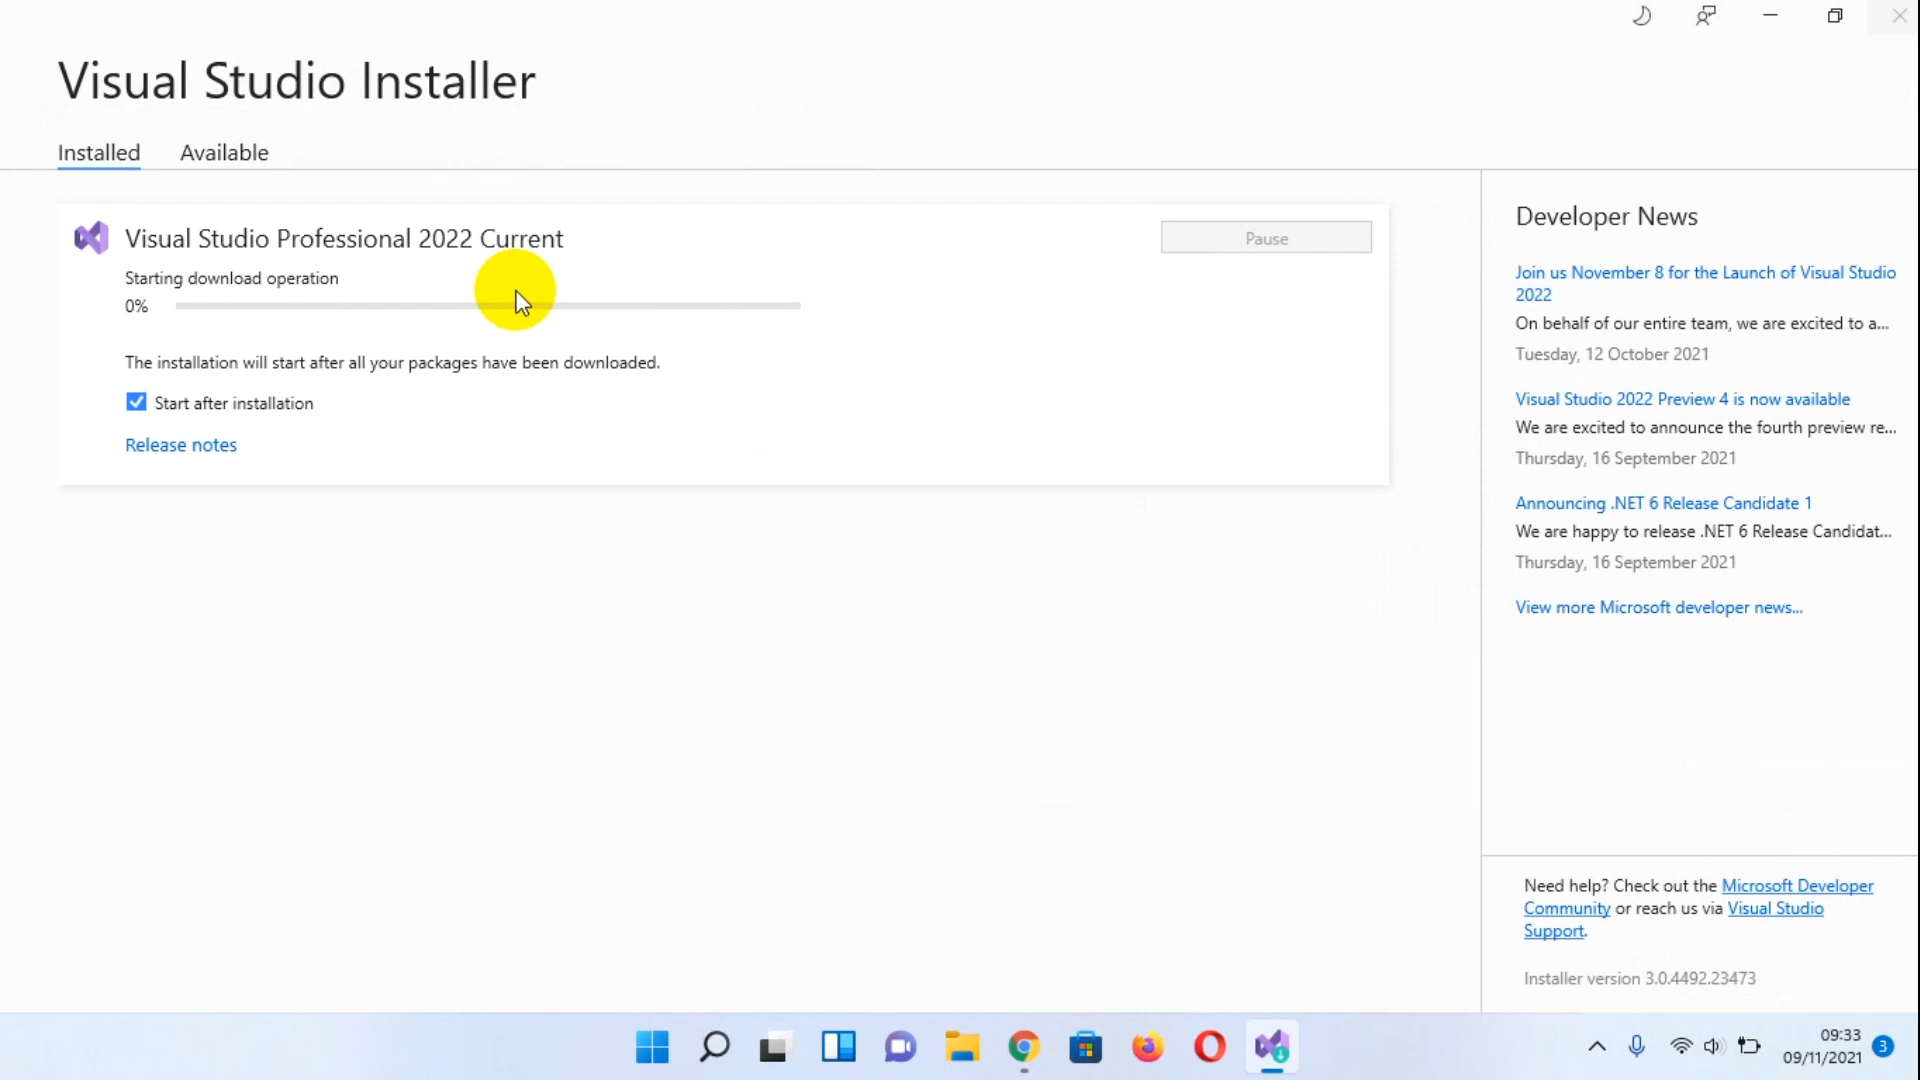 Visual Studio Installer
Installed
Available
Visual Studio Professional 2022 Current
Pause
Starting download operation
0%
The installation will start after all your packages have been downloaded.
Start after installation
Release notes
Developer News
Join us November 8 for the Launch of Visual Studio
2022
On behalf of our entire team, we are excited to a...
Tuesday, 12 October 2021
Visual Studio 2022 Preview 4 is now available
We are excited to announce the fourth preview re...
Thursday, 16 September 2021
Announcing .NET 6 Release Candidate 1
We are happy to release .NET 6 Release Candidat...
Thursday, 16 September 2021
View more Microsoft developer news...
Need help? Check out the Microsoft Developer
Community or reach us via Visual Studio
Support.
Installer version 3.0.4492.23473
09:33
09/11/2021
3